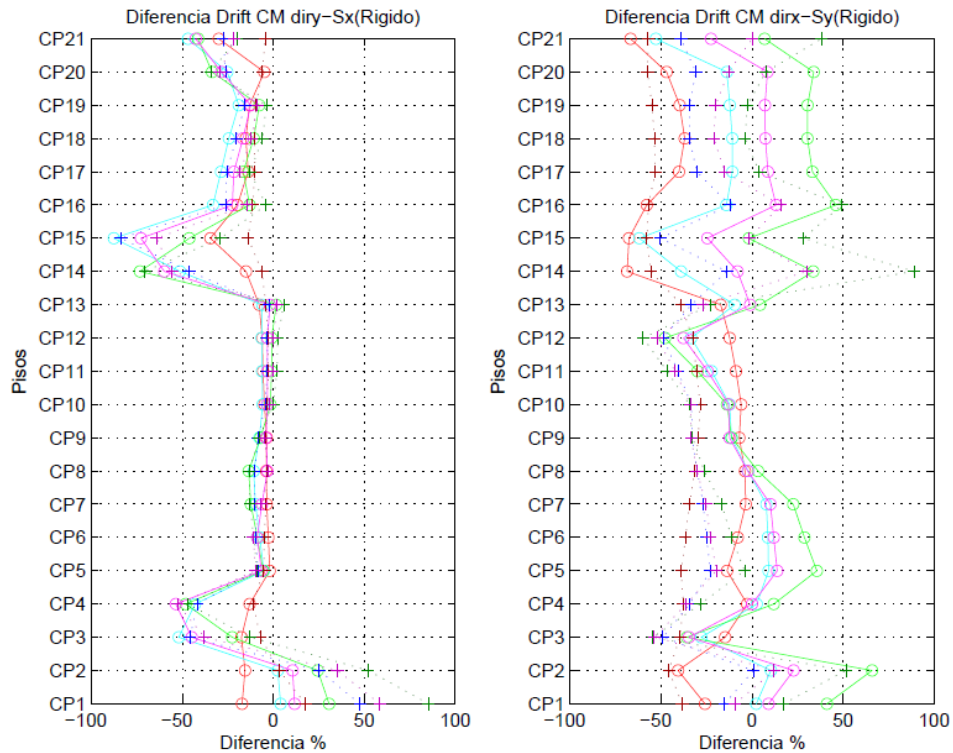 Diferencia Drift CM diry−Sx(Rigido)
CP21
CP20
CP19
CP18
CP17
CP16
CP15
CP14
CP13
CP12
CP11
CP10
CP9
CP8
CP7
CP6
CP5
CP4
CP3
CP2
CP1
Pisos
−100 −50 0 50 100
Diferencia %
Diferencia Drift CM dirx−Sy(Rigido)
CP21
CP20
CP19
CP18
CP17
CP16
CP15
CP14
CP13
CP12
CP11
CP10
CP9
CP8
CP7
CP6
CP5
CP4
CP3
CP2
CP1
Pisos
−100 −50 0 50 100
Diferencia %